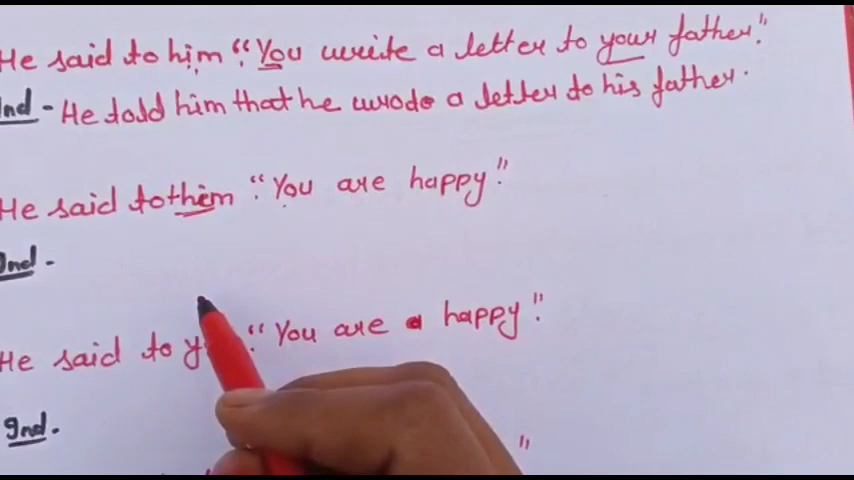 He said to him “You write a letter to your father.”
Ind - He told him that he wrode a letter to his father.
He said to them “You are happy.”
Ind -
He said to “You are happy.”
Ind.
”